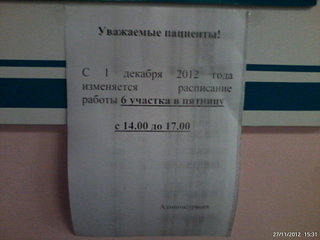 Уважаемые пациенты!
С 1 декабря 2012 года
изменяется расписание
работы 6 участка в пятницу
с 14.00 до 17.00
Администрация
27/11/2012 15:31